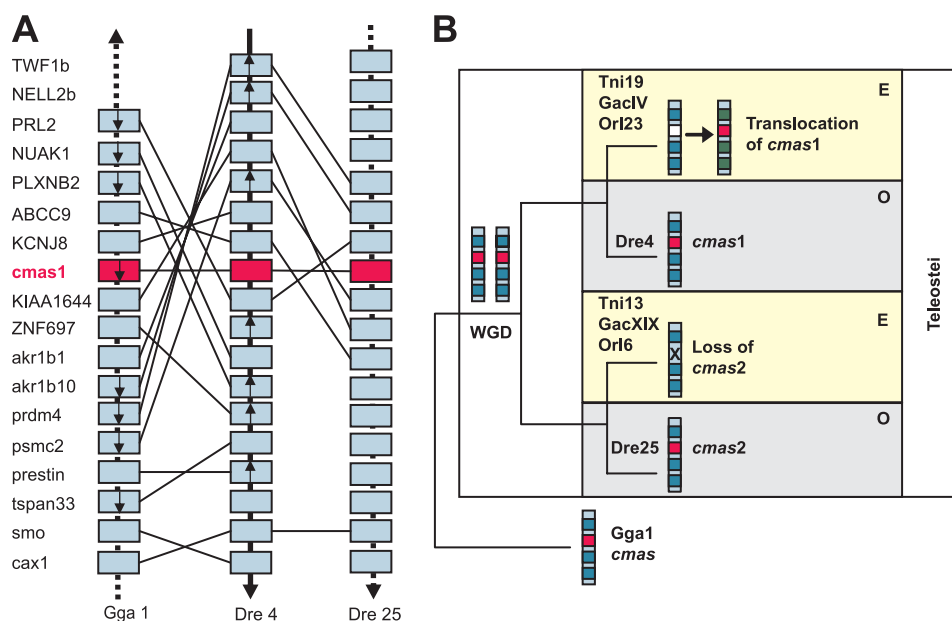 A
TWF1b
NELL2b
PRL2
NUAK1
PLXNB2
ABCC9
KCNJ8
cmas1
KIAA1644
ZNF697
akr1b1
akr1b10
prdm4
psmc2
prestin
tspan33
smo
cax1
Gga 1
Dre 4
Dre 25
B
Tni19
GacIV
Orl23
E
Translocation
of cmas1
O
Dre4
cmas1
WGD
Tni13
GacXIX
Orl6
E
X
Loss of
cmas2
O
Dre25
cmas2
Teleostei
Gga1
cmas